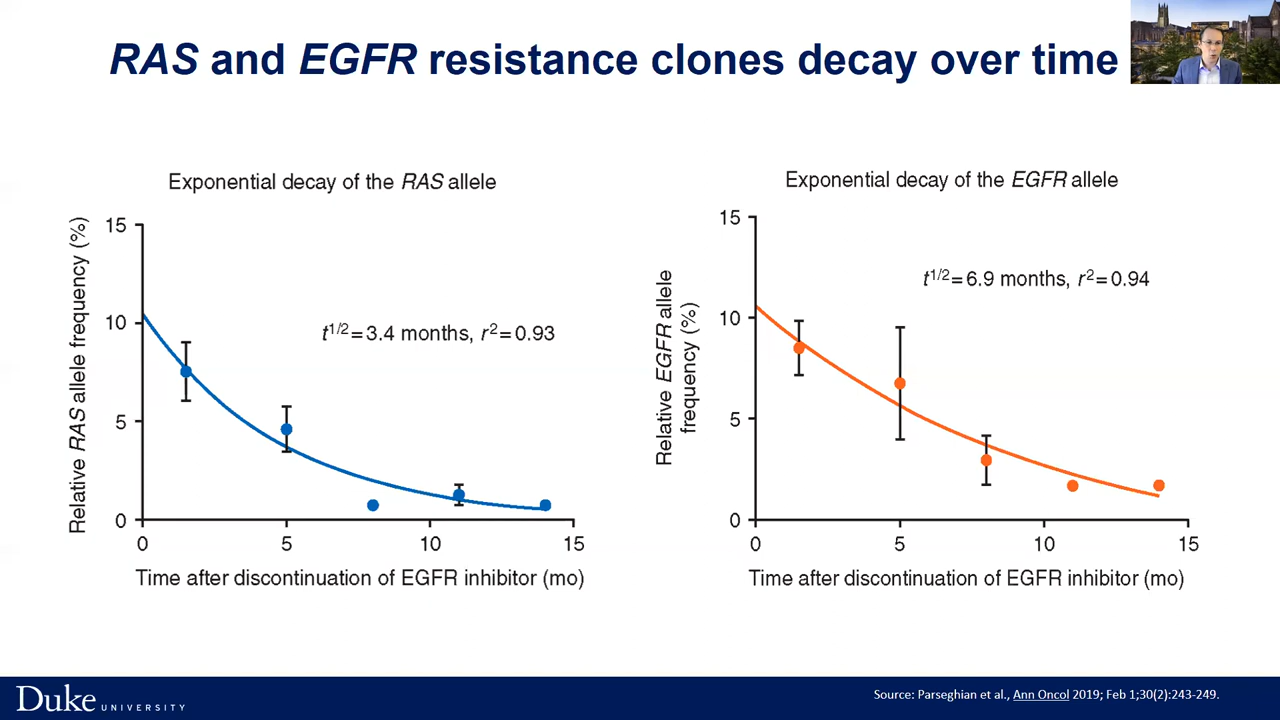 RAS and EGFR resistance clones decay over time
Exponential decay of the RAS allele
Relative RAS allele frequency (%)
15
10
5
0
t1/2=3.4 months, r2=0.93
0 5 10 15
Time after discontinuation of EGFR inhibitor (mo)
Exponential decay of the EGFR allele
Relative EGFR allele
frequency (%)
15
10
5
0
t1/2=6.9 months, r2=0.94
0 5 10 15
Time after discontinuation of EGFR inhibitor (mo)
Duke UNIVERSITY
Source: Parseghian et al., Ann Oncol 2019; Feb 1;30(2):243-249.